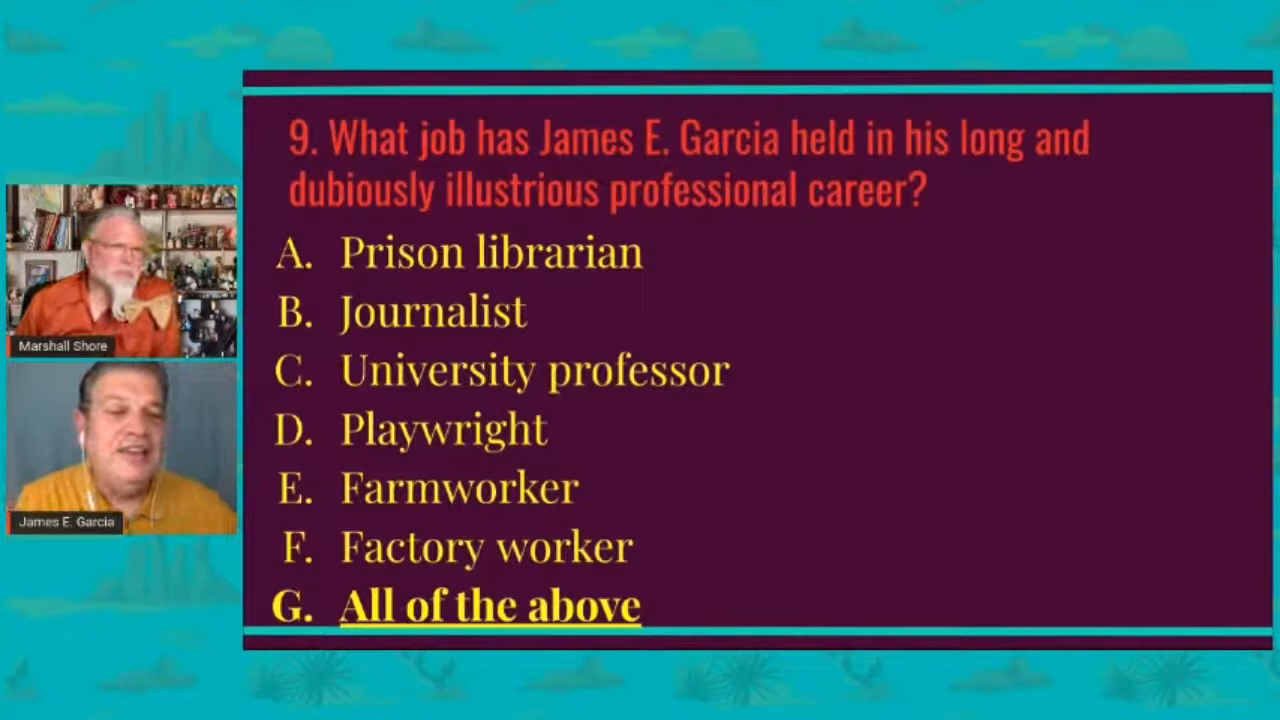 9. What job has James E. Garcia held in his long and
dubiously illustrious professional career?
A. Prison librarian
B. Journalist
C. University professor
D. Playwright
E. Farmworker
F. Factory worker
G. All of the above
Marshall Shore
James E. Garcia